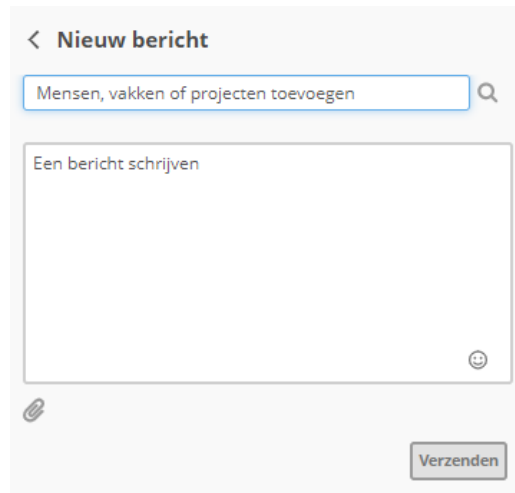 Nieuw bericht
Mensen, vakken of projecten toevoegen
Een bericht schrijven
Verzenden